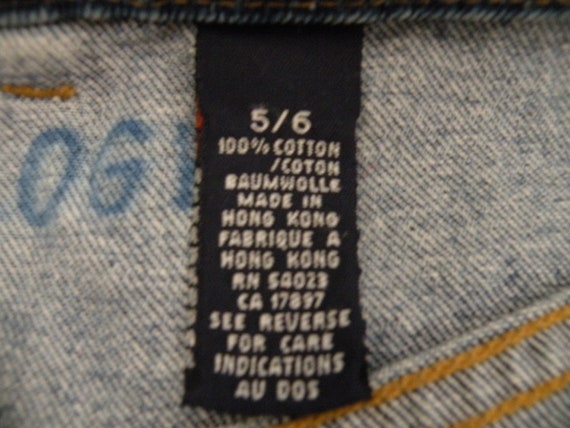 5/6
100% COTTON
/COTON
BAUMWOLLE
MADE IN
HONG KONG
FABRIQUE A
HONG KONG
RN 54023
CA 17897
SEE REVERSE
FOR CARE
INDICATIONS
AU DOS